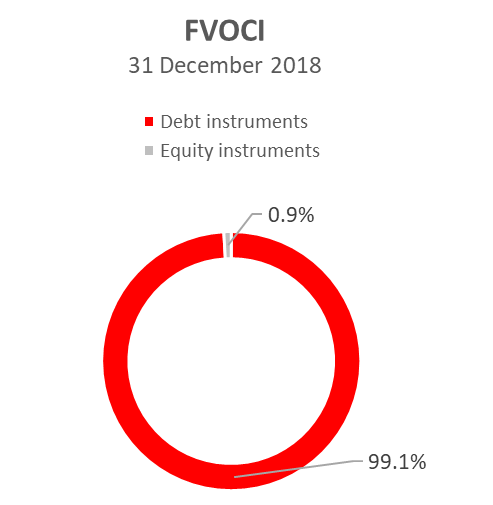 FVOCI
31 December 2018
Debt instruments
Equity instruments
0.9%
99.1%